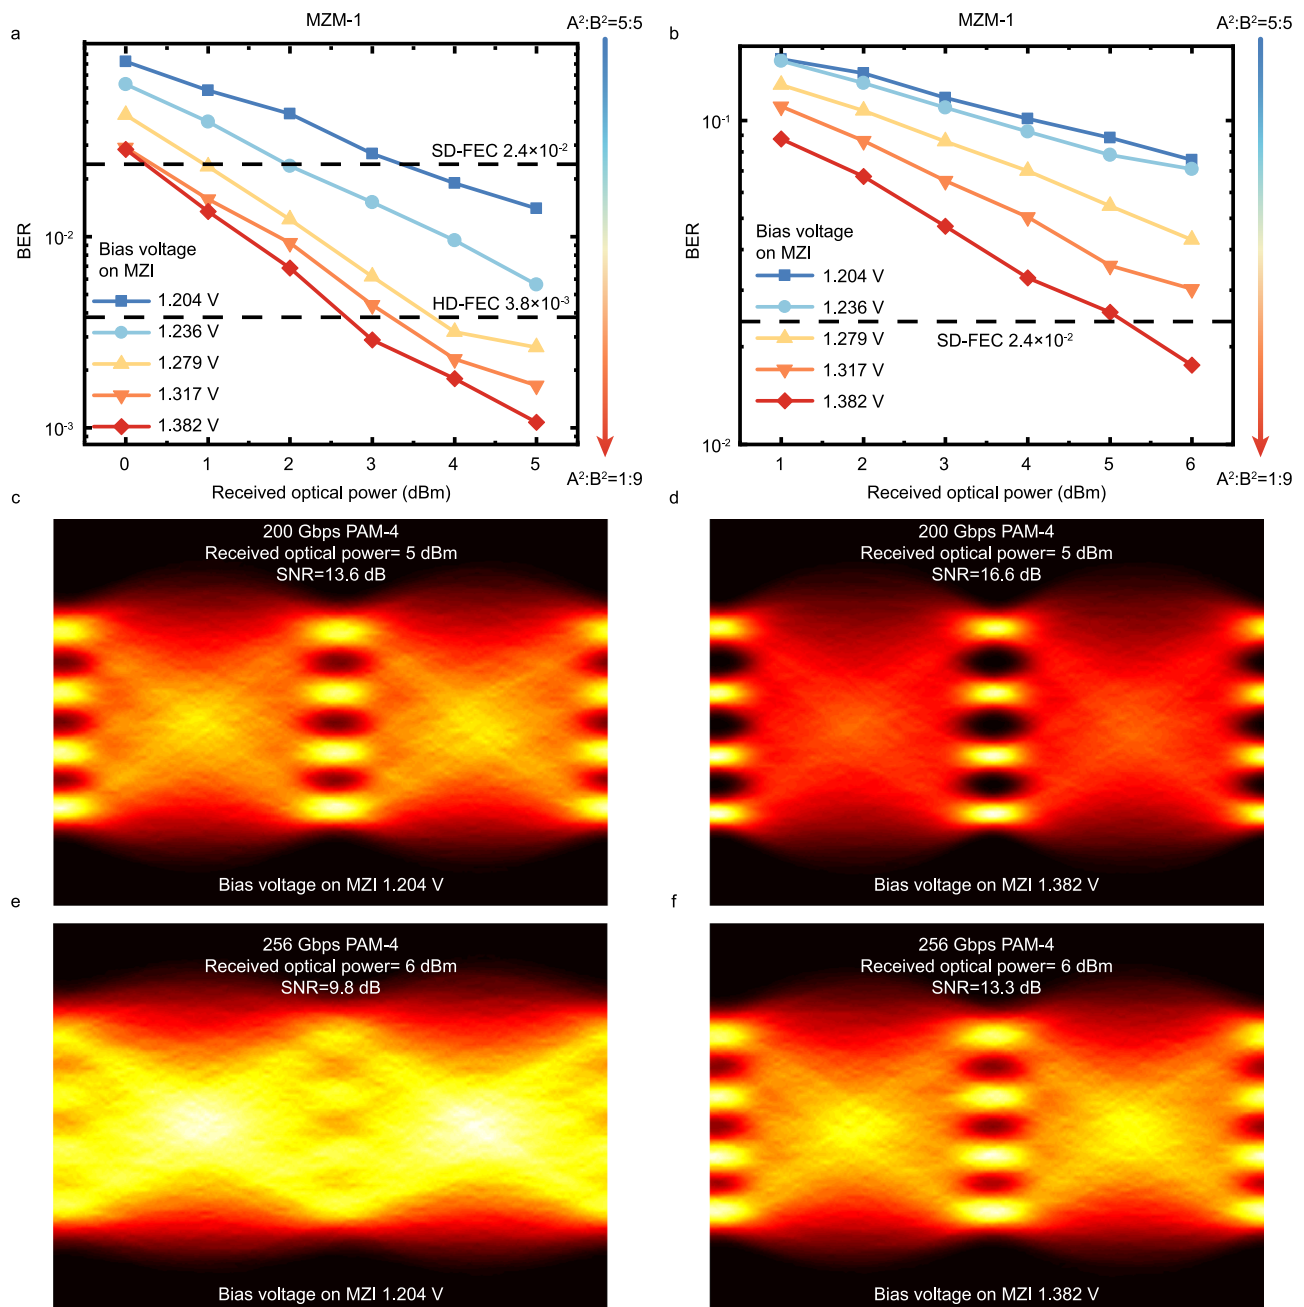 a
MZM-1
A²:B²=5:5
BER
10⁻²
10⁻³
SD-FEC 2.4×10⁻²
HD-FEC 3.8×10⁻³
Bias voltage
on MZI
1.204 V
1.236 V
1.279 V
1.317 V
1.382 V
0 1 2 3 4 5
Received optical power (dBm)
A²:B²=1:9
b
MZM-1
A²:B²=5:5
BER
10⁻¹
10⁻²
Bias voltage
on MZI
1.204 V
1.236 V
1.279 V
1.317 V
1.382 V
SD-FEC 2.4×10⁻²
1 2 3 4 5 6
Received optical power (dBm)
A²:B²=1:9
c
200 Gbps PAM-4
Received optical power= 5 dBm
SNR=13.6 dB
Bias voltage on MZI 1.204 V
d
200 Gbps PAM-4
Received optical power= 5 dBm
SNR=16.6 dB
Bias voltage on MZI 1.382 V
e
256 Gbps PAM-4
Received optical power= 6 dBm
SNR=9.8 dB
Bias voltage on MZI 1.204 V
f
256 Gbps PAM-4
Received optical power= 6 dBm
SNR=13.3 dB
Bias voltage on MZI 1.382 V